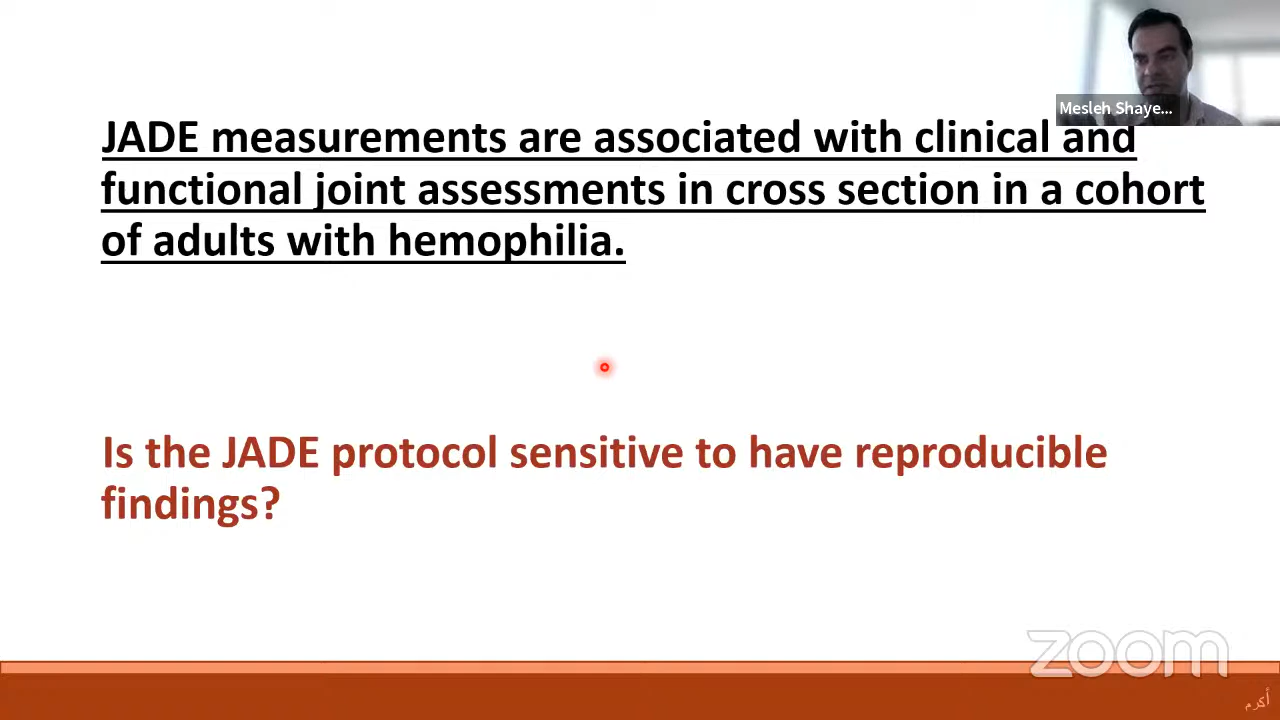 Mesleh Shaye...
JADE measurements are associated with clinical and
functional joint assessments in cross section in a cohort
of adults with hemophilia.
Is the JADE protocol sensitive to have reproducible
findings?
zoom
أكرم